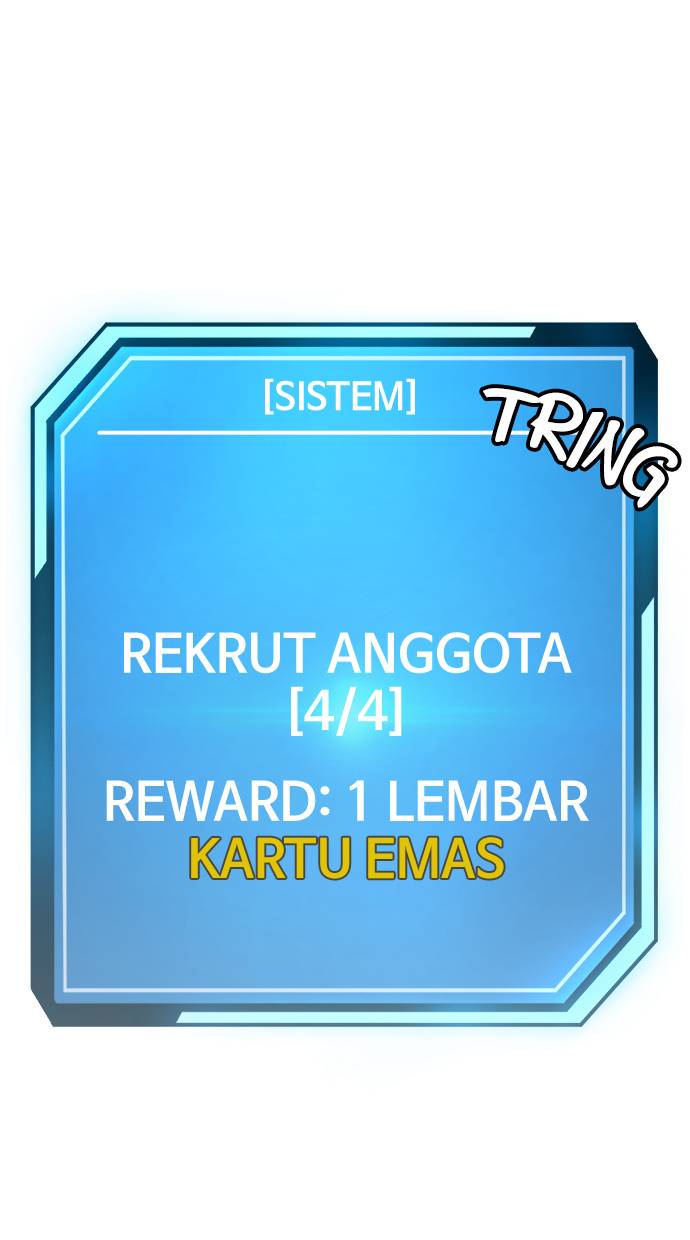 [SISTEM]
TRING
REKRUT ANGGOTA
[4/4]
REWARD: 1 LEMBAR
KARTU EMAS